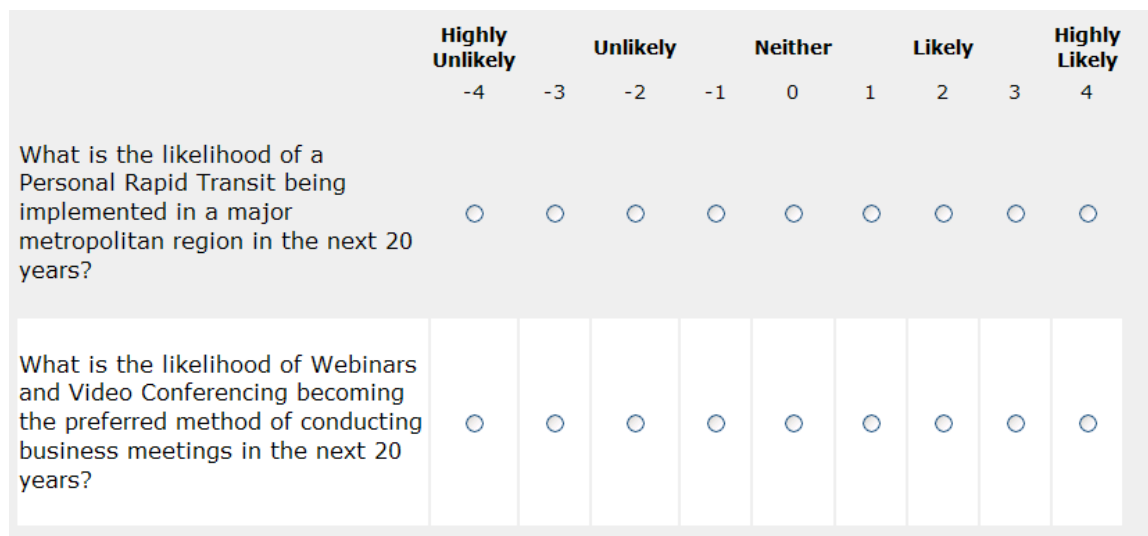 Highly Unlikely Unlikely Neither Likely Highly Likely
-4 -3 -2 -1 0 1 2 3 4
What is the likelihood of a
Personal Rapid Transit being
implemented in a major
metropolitan region in the next 20
years?
What is the likelihood of Webinars
and Video Conferencing becoming
the preferred method of conducting
business meetings in the next 20
years?